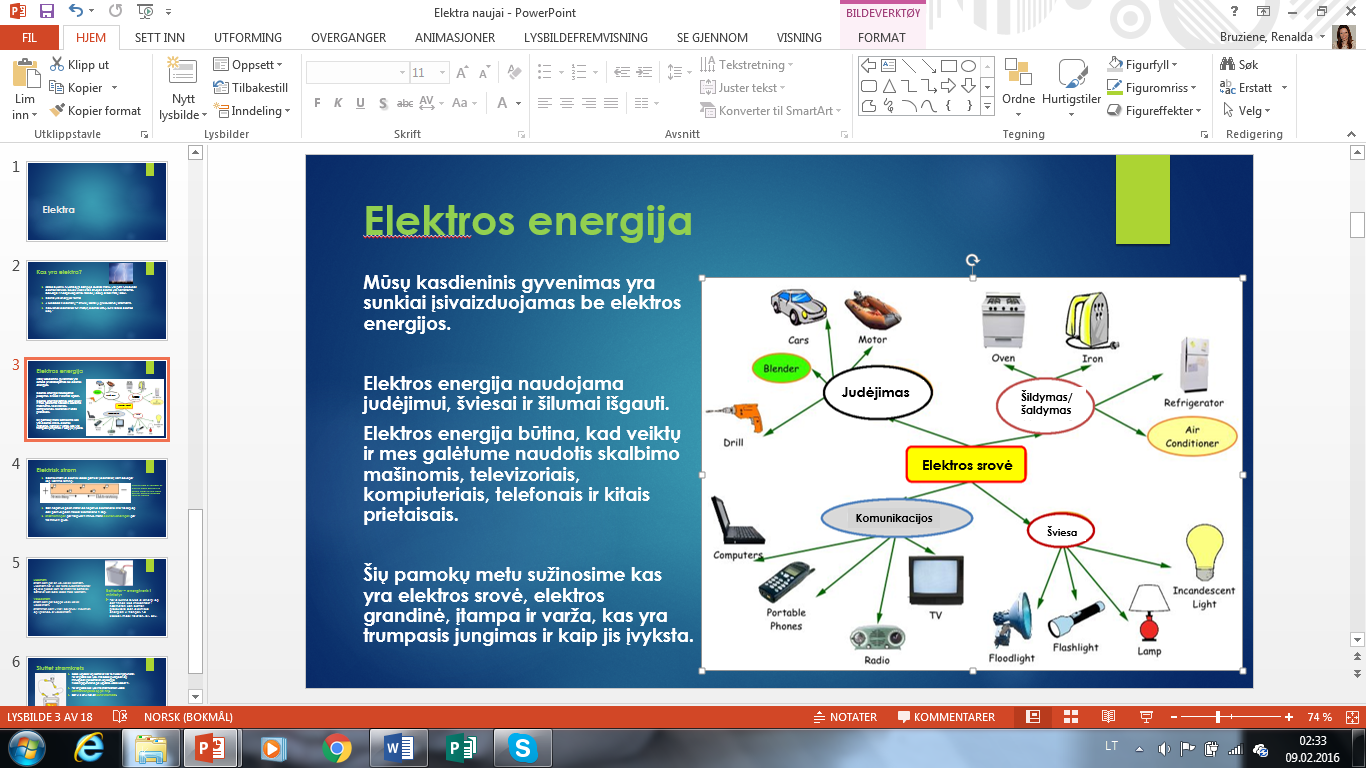 Elektra naujai - PowerPoint
BILDEVERKTØY
FIL
HJEM
SETT INN
UTFORMING
OVERGANGER
ANIMASJONER
LYSBILDEFREMVISNING
SE GJENNOM
VISNING
FORMAT
Bruziene, Renalda
Lim
inn
Klipp ut
Kopier
Kopier format
Utklippstavle
Nytt
lysbilde
Oppsett
Tilbakestill
Inndeling
Lysbilder
11
F K U S abc AV Aa A
Skrift
Avsnitt
Tekstretning
Juster tekst
Konverter til SmartArt
Ordne
Hurtigstiler
Figurfyll
Figuromriss
Figureffekter
Tegning
Søk
Erstatt
Velg
Redigering
1
Elektra
2
Kas yra elektra?
3
Elektros energija
4
Elektrisk strøm
5
6
Sluttet strømkrets
Elektros energija
Mūsų kasdieninis gyvenimas yra
sunkiai įsivaizduojamas be elektros
energijos.
Elektros energija naudojama
judėjimui, šviesai ir šilumai išgauti.
Elektros energija būtina, kad veiktų
ir mes galėtume naudotis skalbimo
mašinomis, televizoriais,
kompiuteriais, telefonais ir kitais
prietaisais.
Šių pamokų metu sužinosime kas
yra elektros srovė, elektros
grandinė, įtampa ir varža, kas yra
trumpasis jungimas ir kaip jis įvyksta.
Cars
Motor
Blender
Judėjimas
Drill
Oven
Iron
Šildymas/
šaldymas
Refrigerator
Air
Conditioner
Elektros srovė
Komunikacijos
Computers
Portable
Phones
Radio
TV
Šviesa
Floodlight
Flashlight
Lamp
Incandescent
Light
LYSBILDE 3 AV 18
NORSK (BOKMÅL)
NOTATER
KOMMENTARER
74 %
LT
02:33
09.02.2016